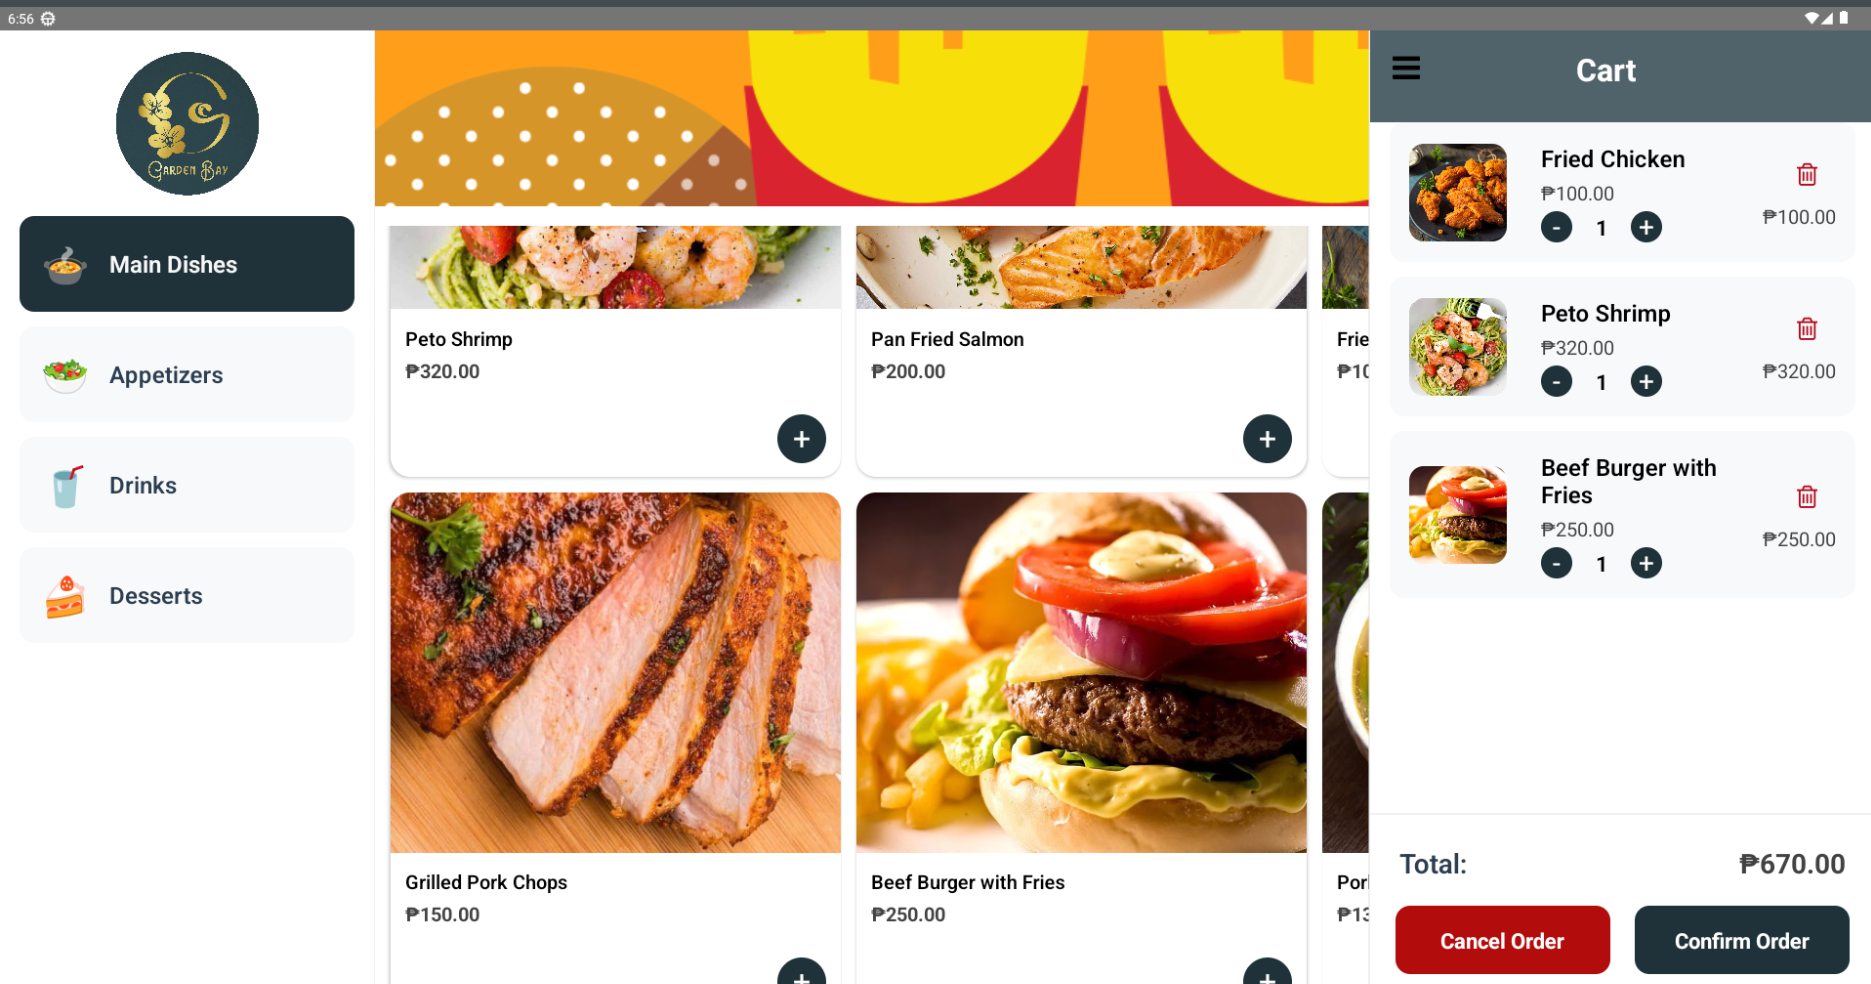 6:56
GARDEN BAY
Main Dishes
Appetizers
Drinks
Desserts
Peto Shrimp
₱320.00
+
Pan Fried Salmon
₱200.00
+
Frie
₱10
Grilled Pork Chops
₱150.00
+
Beef Burger with Fries
₱250.00
+
Por
₱13
Cart
Fried Chicken
₱100.00
- 1 +
₱100.00
Peto Shrimp
₱320.00
- 1 +
₱320.00
Beef Burger with
Fries
₱250.00
- 1 +
₱250.00
Total: ₱670.00
Cancel Order
Confirm Order